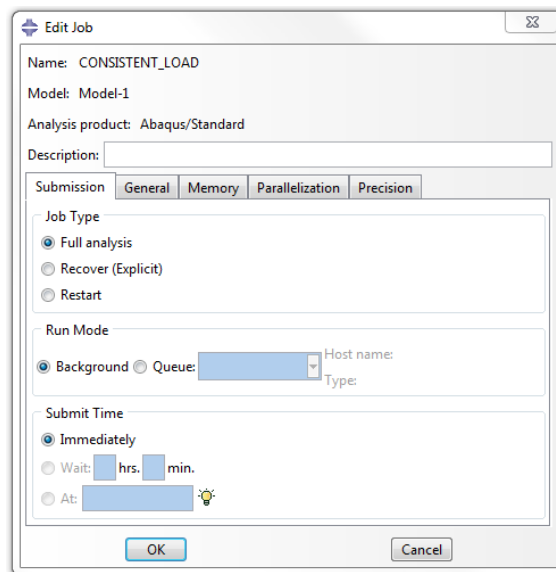 Edit Job
Name: CONSISTENT_LOAD
Model: Model-1
Analysis product: Abaqus/Standard
Description:
Submission General Memory Parallelization Precision
Job Type
Full analysis
Recover (Explicit)
Restart
Run Mode
Background Queue: Host name:
Type:
Submit Time
Immediately
Wait: hrs. min.
At:
OK Cancel